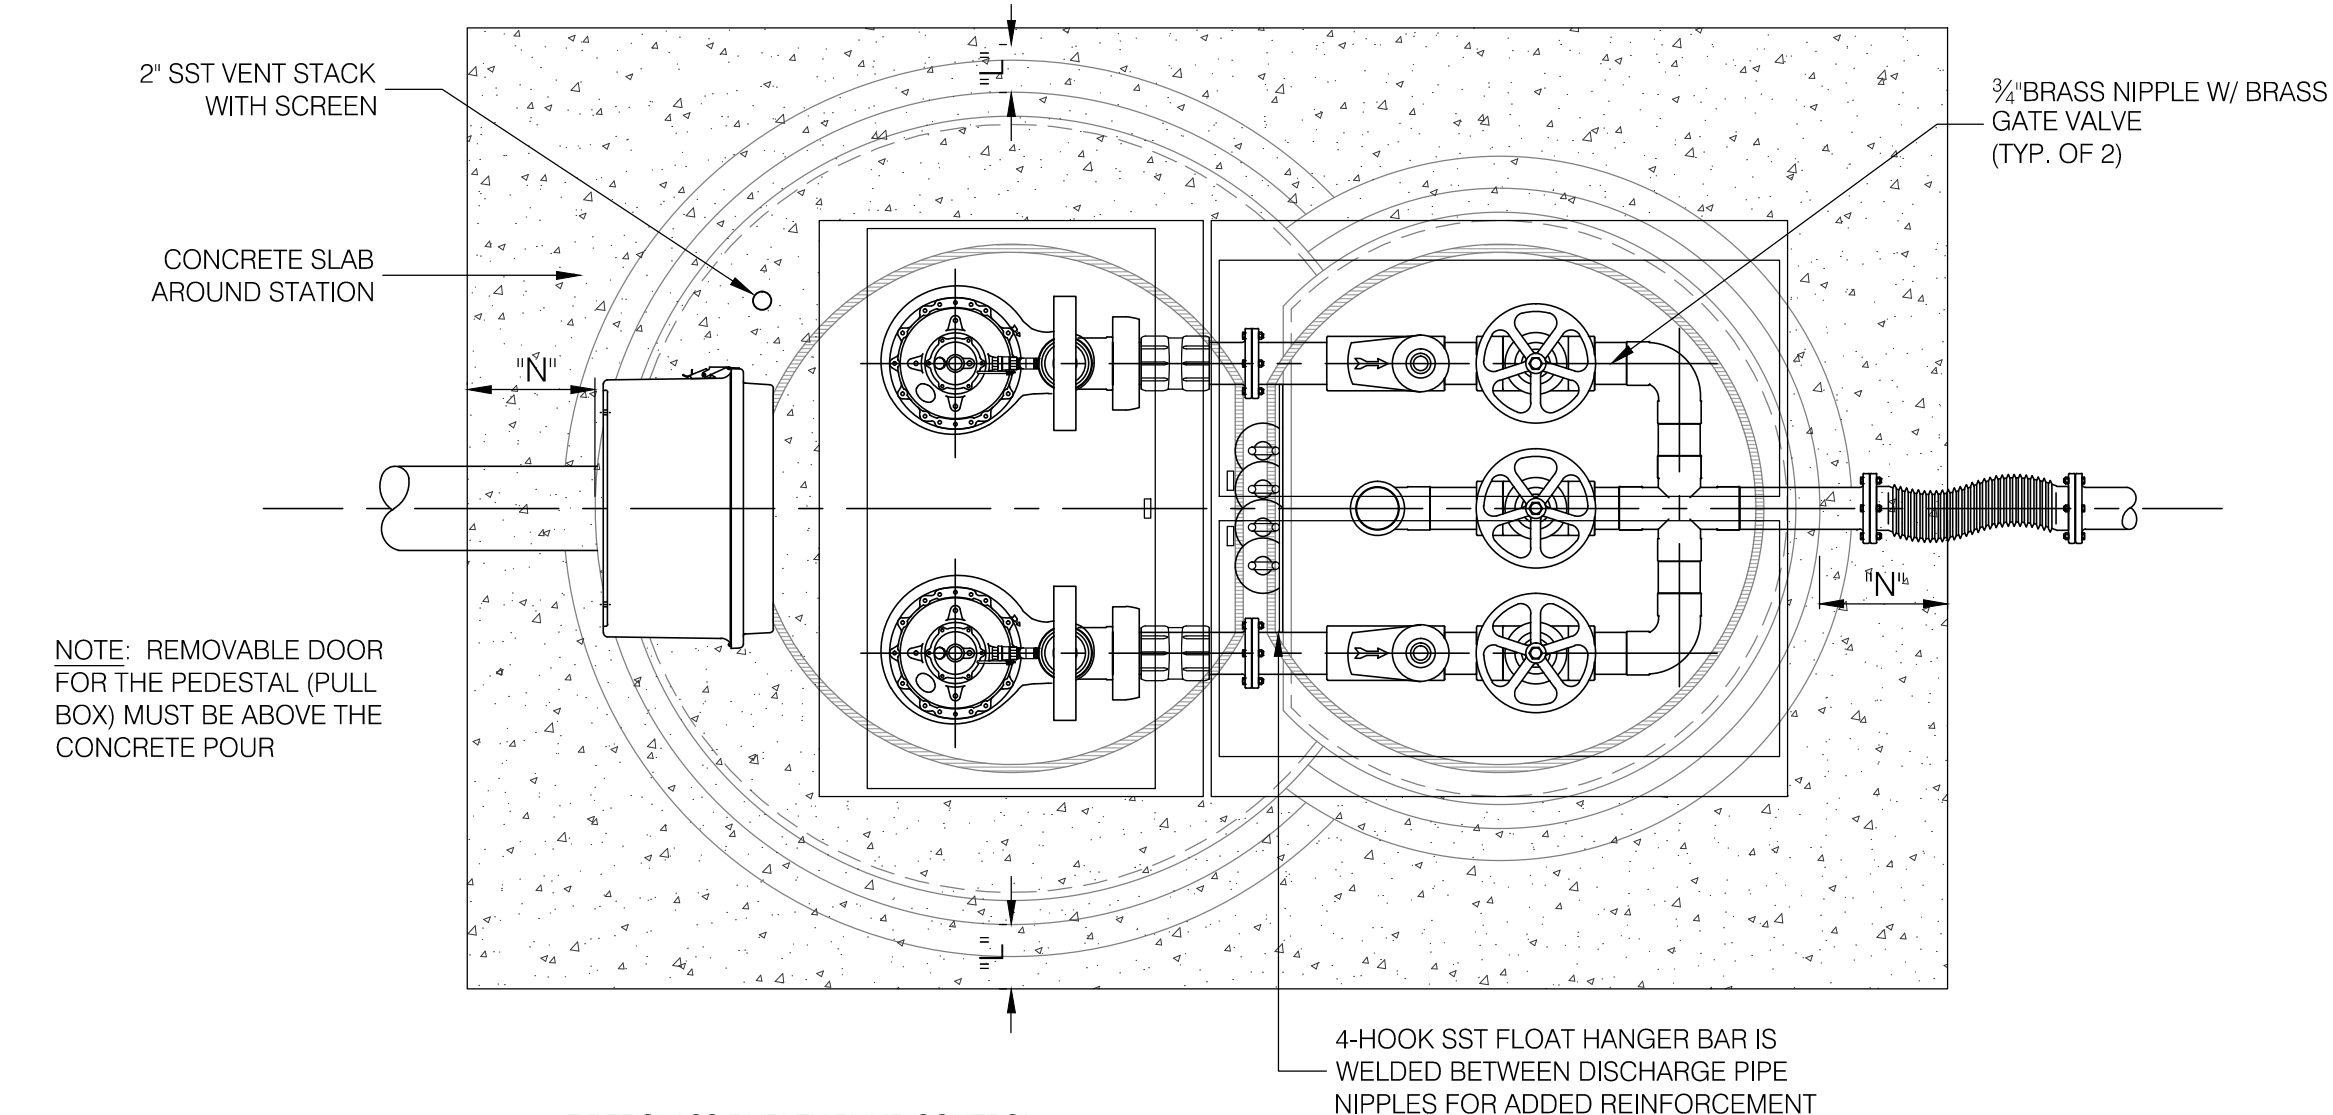 2" SST VENT STACK
WITH SCREEN
3/4"BRASS NIPPLE W/ BRASS
GATE VALVE
(TYP. OF 2)
CONCRETE SLAB
AROUND STATION
"L"
"N"
"N"
NOTE: REMOVABLE DOOR
FOR THE PEDESTAL (PULL
BOX) MUST BE ABOVE THE
CONCRETE POUR
"L"
4-HOOK SST FLOAT HANGER BAR IS
WELDED BETWEEN DISCHARGE PIPE
NIPPLES FOR ADDED REINFORCEMENT